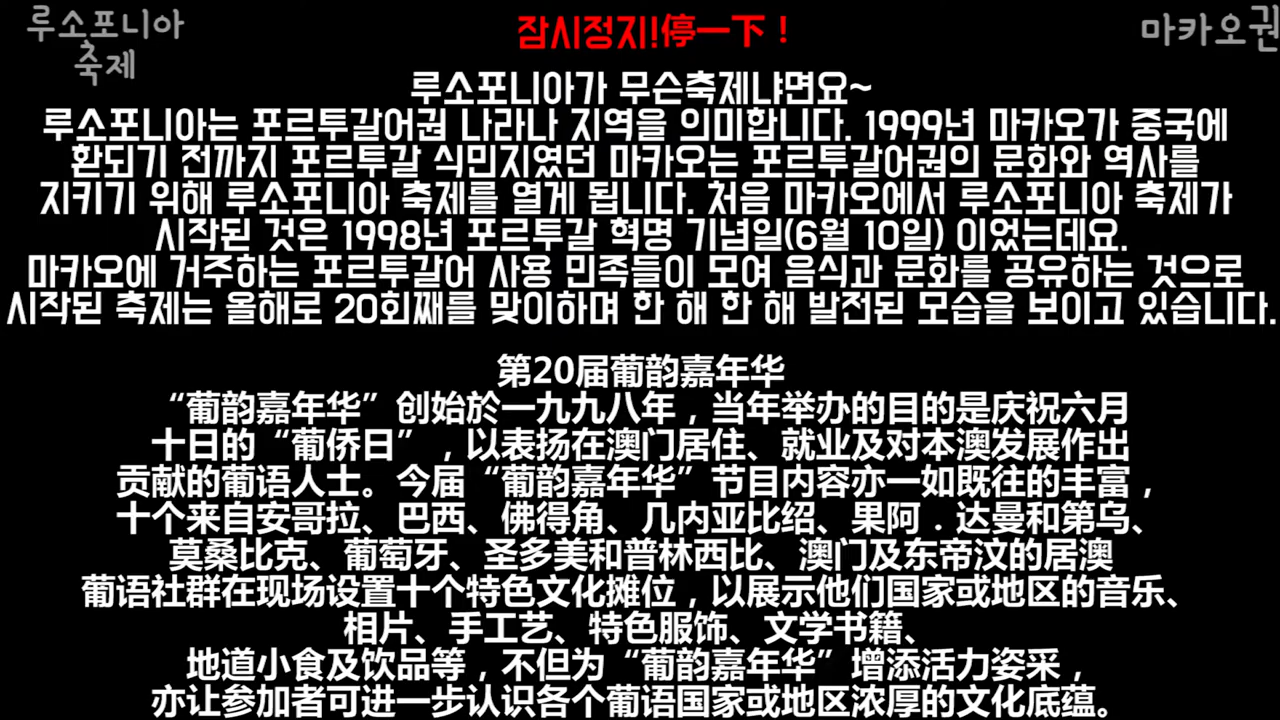 루소포니아
축제
잠시정지!停一下！
마카오권
루소포니아가 무슨축제냐면요~
루소포니아는 포르투갈어권 나라나 지역을 의미합니다. 1999년 마카오가 중국에
환되기 전까지 포르투갈 식민지였던 마카오는 포르투갈어권의 문화와 역사를
지키기 위해 루소포니아 축제를 열게 됩니다. 처음 마카오에서 루소포니아 축제가
시작된 것은 1998년 포르투갈 혁명 기념일(6월 10일) 이었는데요.
마카오에 거주하는 포르투갈어 사용 민족들이 모여 음식과 문화를 공유하는 것으로
시작된 축제는 올해로 20회째를 맞이하며 한 해 한 해 발전된 모습을 보이고 있습니다.
第20届葡韵嘉年华
“葡韵嘉年华”创始於一九九八年，当年举办的目的是庆祝六月
十日的“葡侨日”，以表扬在澳门居住、就业及对本澳发展作出
贡献的葡语人士。今届“葡韵嘉年华”节目内容亦一如既往的丰富，
十个来自安哥拉、巴西、佛得角、几内亚比绍、果阿．达曼和第乌、
莫桑比克、葡萄牙、圣多美和普林西比、澳门及东帝汶的居澳
葡语社群在现场设置十个特色文化摊位，以展示他们国家或地区的音乐、
相片、手工艺、特色服饰、文学书籍、
地道小食及饮品等，不但为“葡韵嘉年华”增添活力姿采，
亦让参加者可进一步认识各个葡语国家或地区浓厚的文化底蕴。